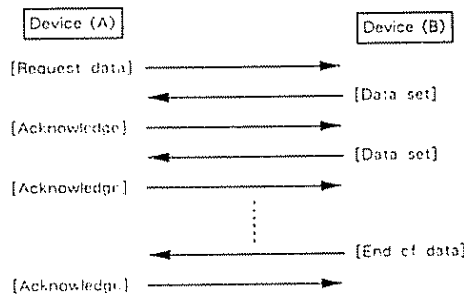 Device (A) Device (B)
[Request data]
[Data set]
[Acknowledge]
[Data set]
[Acknowledge]
[End of data]
[Acknowledge]